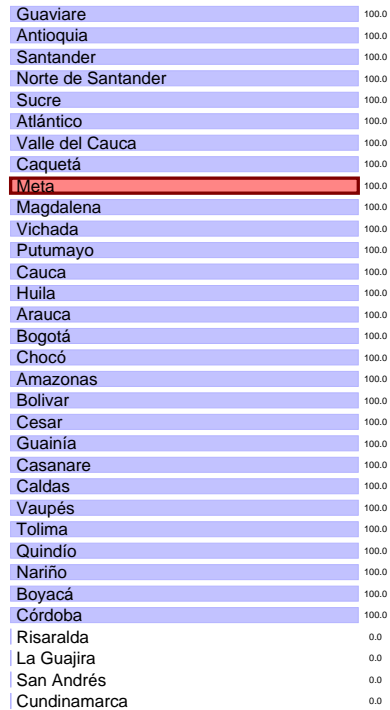 Guaviare 100.0
Antioquia 100.0
Santander 100.0
Norte de Santander 100.0
Sucre 100.0
Atlántico 100.0
Valle del Cauca 100.0
Caquetá 100.0
Meta 100.0
Magdalena 100.0
Vichada 100.0
Putumayo 100.0
Cauca 100.0
Huila 100.0
Arauca 100.0
Bogotá 100.0
Chocó 100.0
Amazonas 100.0
Bolivar 100.0
Cesar 100.0
Guainía 100.0
Casanare 100.0
Caldas 100.0
Vaupés 100.0
Tolima 100.0
Quindío 100.0
Nariño 100.0
Boyacá 100.0
Córdoba 100.0
Risaralda 0.0
La Guajira 0.0
San Andrés 0.0
Cundinamarca 0.0